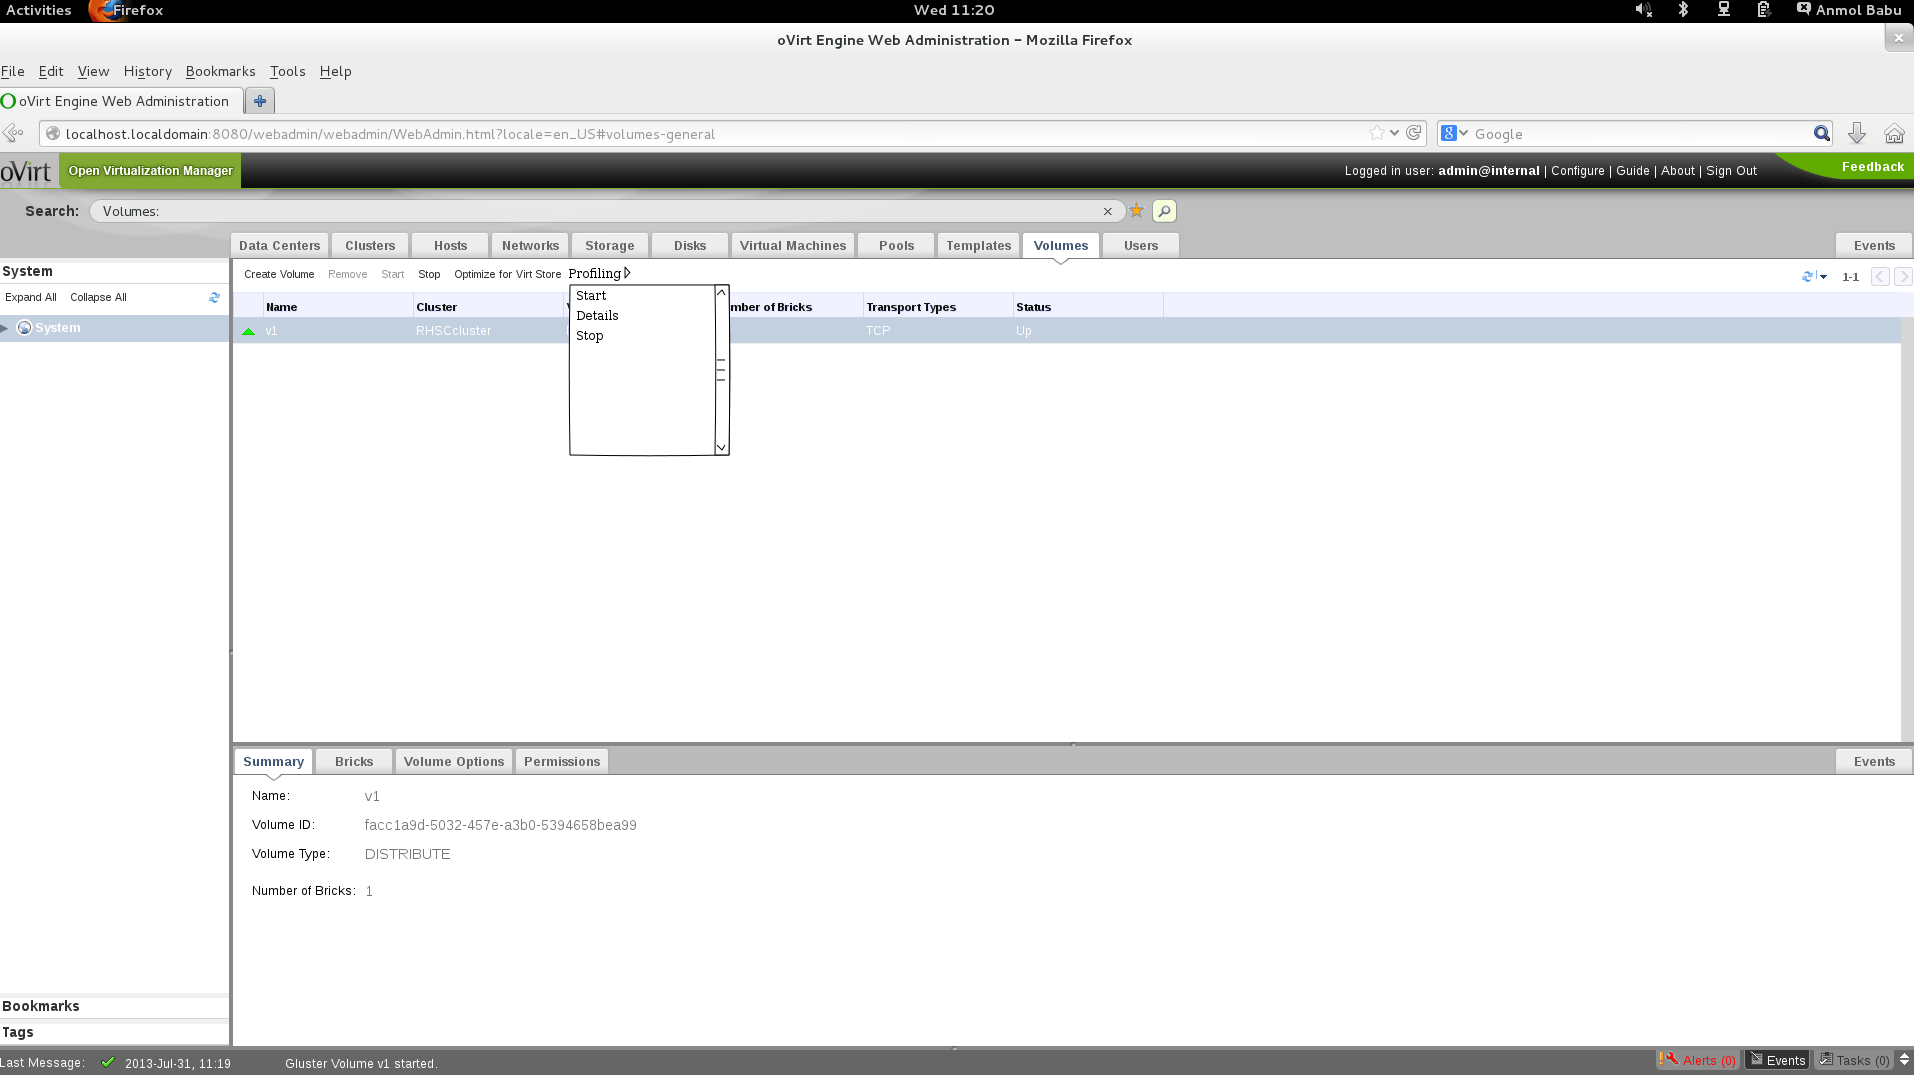 Activities Firefox Wed 11:20 Anmol Babu
oVirt Engine Web Administration - Mozilla Firefox
File Edit View History Bookmarks Tools Help
oVirt Engine Web Administration
localhost.localdomain:8080/webadmin/webadmin/WebAdmin.html?locale=en_US#volumes-general Google
oVirt Open Virtualization Manager Logged in user: admin@internal | Configure | Guide | About | Sign Out Feedback
Search: Volumes:
Data Centers Clusters Hosts Networks Storage Disks Virtual Machines Pools Templates Volumes Users Events
System
Create Volume Remove Start Stop Optimize for Virt Store Profiling 1-1
Expand All Collapse All
Start
Details
Stop
Name Cluster mber of Bricks Transport Types Status
System
v1 RHSCcluster TCP Up
Summary Bricks Volume Options Permissions Events
Name: v1
Volume ID: facc1a9d-5032-457e-a3b0-5394658bea99
Volume Type: DISTRIBUTE
Number of Bricks: 1
Bookmarks
Tags
Last Message: 2013-Jul-31, 11:19 Gluster Volume v1 started. Alerts (0) Events Tasks (0)